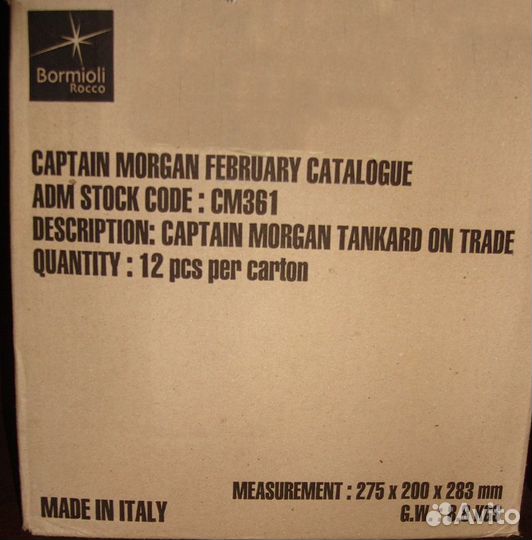 Bormioli
Rocco
CAPTAIN MORGAN FEBRUARY CATALOGUE
ADM STOCK CODE : CM361
DESCRIPTION: CAPTAIN MORGAN TANKARD ON TRADE
QUANTITY : 12 pcs per carton
MEASUREMENT : 275 x 200 x 283 mm
MADE IN ITALY
G.W.
Avito